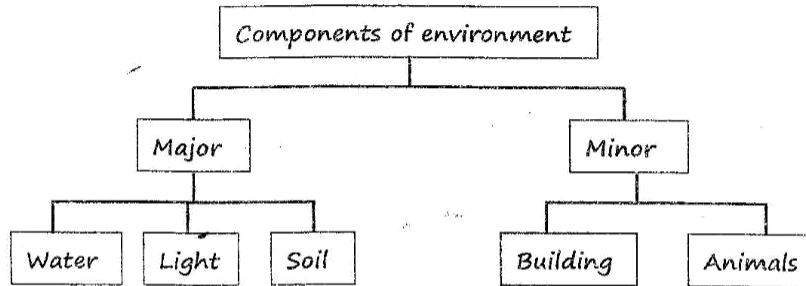 Components of environment
Major
Minor
Water
Light
Soil
Building
Animals